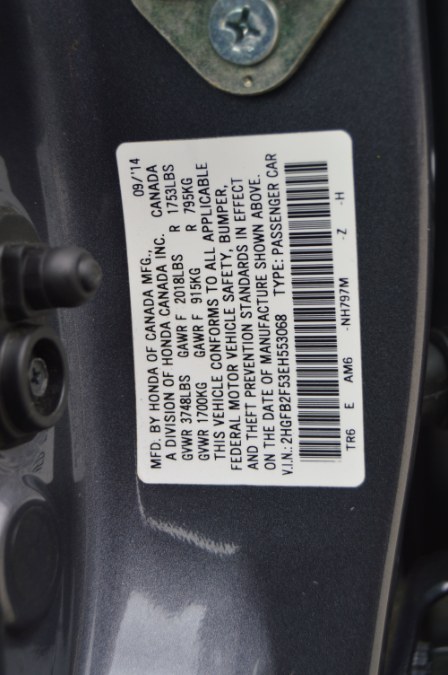 MFD. BY HONDA OF CANADA MFG., 09/'14
A DIVISION OF HONDA CANADA INC. CANADA
GVWR 3748LBS GAWR F 2018LBS R 1753LBS
GVWR 1700KG GAWR F 915KG R 795KG
THIS VEHICLE CONFORMS TO ALL APPLICABLE
FEDERAL MOTOR VEHICLE SAFETY, BUMPER,
AND THEFT PREVENTION STANDARDS IN EFFECT
ON THE DATE OF MANUFACTURE SHOWN ABOVE.
V.I.N.: 2HGFB2F53EH553068 TYPE: PASSENGER CAR
TR6 E AM6 -NH797M -Z -H